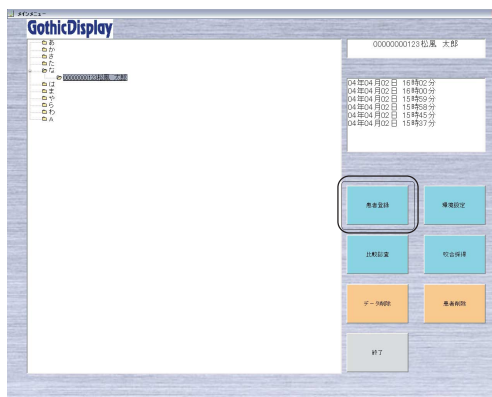 メインメニュー
GothicDisplay
あ
か
さ
た
な
00000000123松風 太郎
は
ま
や
ら
わ
A
00000000123松風 太郎
04年04月02日 16時02分
04年04月02日 16時00分
04年04月02日 15時59分
04年04月02日 15時58分
04年04月02日 15時45分
04年04月02日 15時37分
患者登録
環境設定
比較診査
咬合採得
データ削除
患者削除
終了